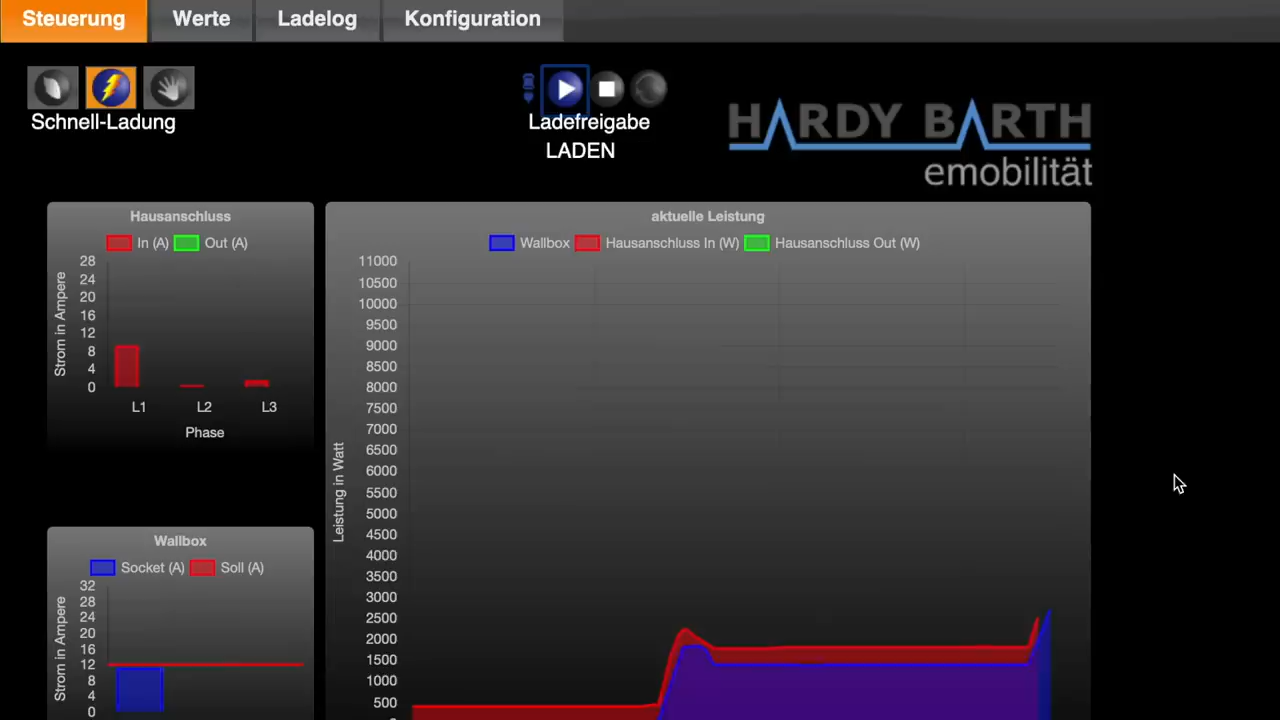 Steuerung Werte Ladelog Konfiguration
Schnell-Ladung
Ladefreigabe
LADEN
HARDY BARTH
emobilität
Hausanschluss
In (A) Out (A)
28
24
20
16
12
8
4
0
Strom in Ampere
L1 L2 L3
Phase
aktuelle Leistung
Wallbox Hausanschluss In (W) Hausanschluss Out (W)
11000
10500
10000
9500
9000
8500
8000
7500
7000
6500
6000
5500
5000
4500
4000
3500
3000
2500
2000
1500
1000
500
Leistung in Watt
Wallbox
Socket (A) Soll (A)
32
28
24
20
16
12
8
4
0
Strom in Ampere